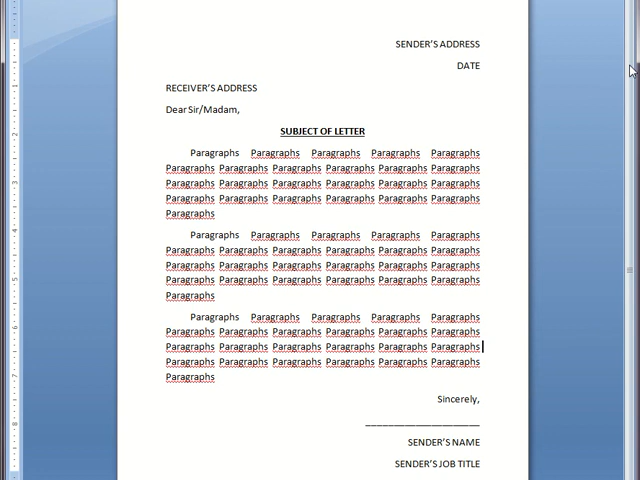 SENDER'S ADDRESS
DATE
RECEIVER'S ADDRESS
Dear Sir/Madam,
SUBJECT OF LETTER
Paragraphs Paragraphs Paragraphs Paragraphs Paragraphs
Paragraphs Paragraphs Paragraphs Paragraphs Paragraphs Paragraphs
Paragraphs Paragraphs Paragraphs Paragraphs Paragraphs Paragraphs
Paragraphs Paragraphs Paragraphs Paragraphs Paragraphs Paragraphs
Paragraphs
Paragraphs Paragraphs Paragraphs Paragraphs Paragraphs
Paragraphs Paragraphs Paragraphs Paragraphs Paragraphs Paragraphs
Paragraphs Paragraphs Paragraphs Paragraphs Paragraphs Paragraphs
Paragraphs Paragraphs Paragraphs Paragraphs Paragraphs Paragraphs
Paragraphs
Paragraphs Paragraphs Paragraphs Paragraphs Paragraphs
Paragraphs Paragraphs Paragraphs Paragraphs Paragraphs Paragraphs
Paragraphs Paragraphs Paragraphs Paragraphs Paragraphs Paragraphs
Paragraphs Paragraphs Paragraphs Paragraphs Paragraphs Paragraphs
Paragraphs
Sincerely,
SENDER'S NAME
SENDER'S JOB TITLE